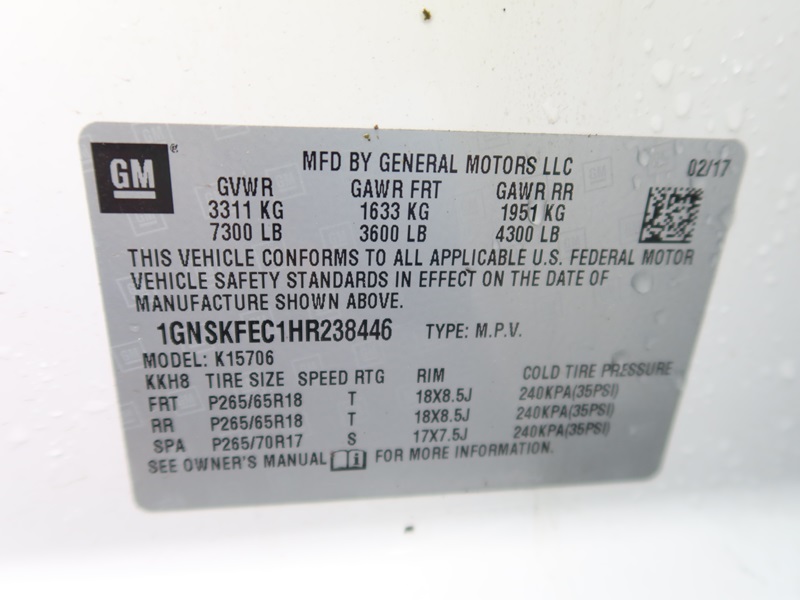 GM®
MFD BY GENERAL MOTORS LLC 02/17
GVWR GAWR FRT GAWR RR
3311 KG 1633 KG 1951 KG
7300 LB 3600 LB 4300 LB
THIS VEHICLE CONFORMS TO ALL APPLICABLE U.S. FEDERAL MOTOR
VEHICLE SAFETY STANDARDS IN EFFECT ON THE DATE OF
MANUFACTURE SHOWN ABOVE.
1GNSKFEC1HR238446 TYPE: M.P.V.
MODEL: K15706
KKH8 TIRE SIZE SPEED RTG RIM COLD TIRE PRESSURE
FRT P265/65R18 T 18X8.5J 240KPA(35PSI)
RR P265/65R18 T 18X8.5J 240KPA(35PSI)
SPA P265/70R17 S 17X7.5J 240KPA(35PSI)
SEE OWNER'S MANUAL FOR MORE INFORMATION.